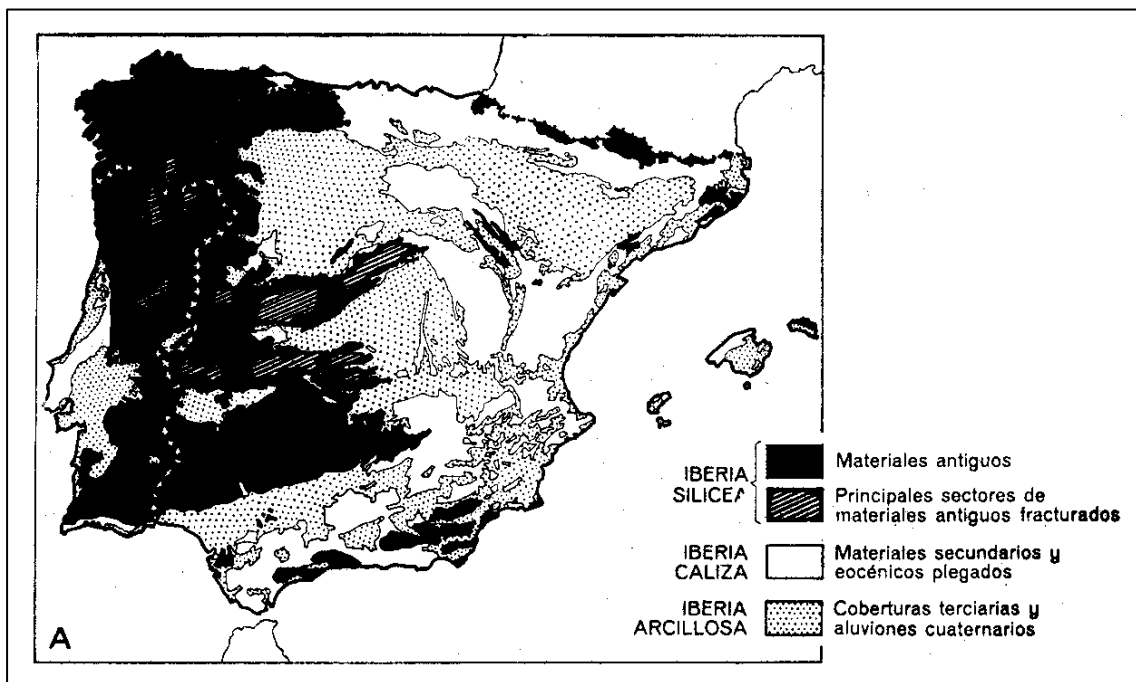 IBERIA
SILICEA
Materiales antiguos
Principales sectores de
materiales antiguos fracturados
IBERIA
CALIZA
Materiales secundarios y
eocénicos plegados
IBERIA
ARCILLOSA
Coberturas terciarias y
aluviones cuaternarios
A